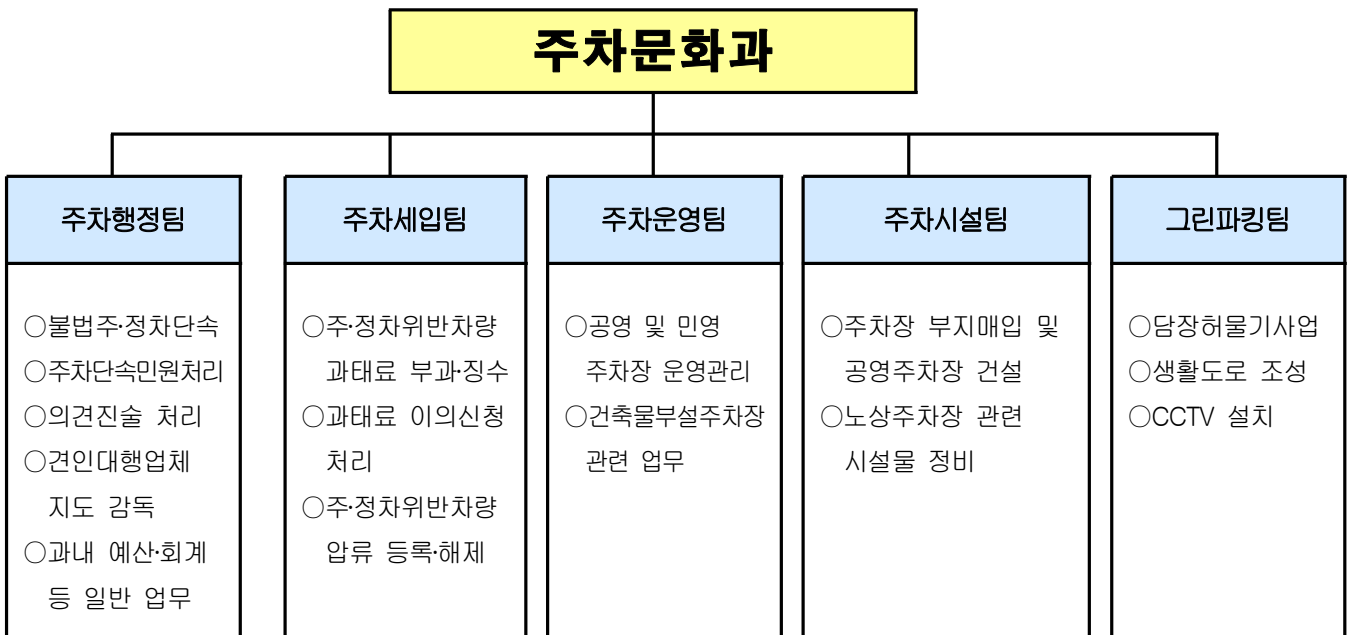 주차문화과
주차행정팀
○불법주·정차단속
○주차단속민원처리
○의견진술 처리
○견인대행업체
지도 감독
○과내 예산·회계
등 일반 업무
주차세입팀
○주·정차위반차량
과태료 부과·징수
○과태료 이의신청
처리
○주·정차위반차량
압류 등록·해제
주차운영팀
○공영 및 민영
주차장 운영관리
○건축물부설주차장
관련 업무
주차시설팀
○주차장 부지매입 및
공영주차장 건설
○노상주차장 관련
시설물 정비
그린파킹팀
○담장허물기사업
○생활도로 조성
○CCTV 설치